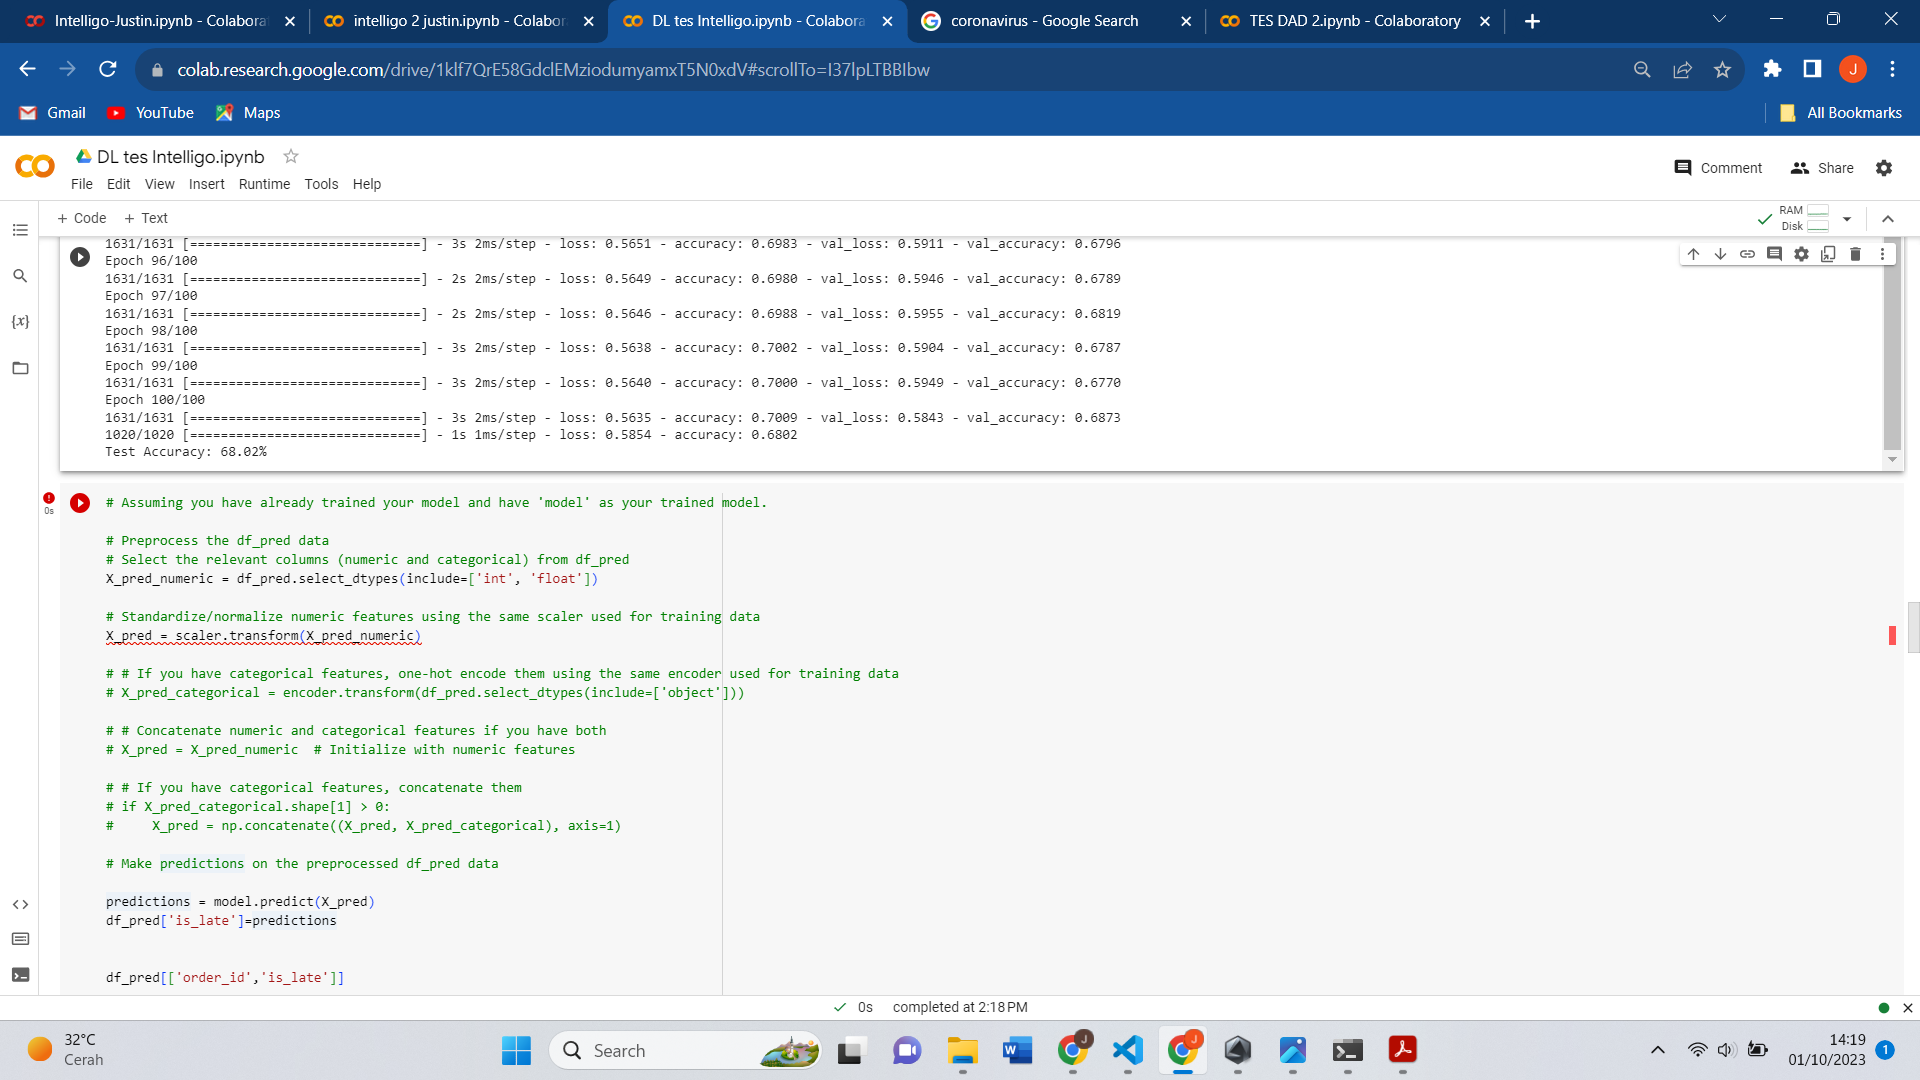 Intelligo-Justin.ipynb - Colaborat
intelligo 2 justin.ipynb - Colabor
DL tes Intelligo.ipynb - Colabora
coronavirus - Google Search
TES DAD 2.ipynb - Colaboratory
colab.research.google.com/drive/1klf7QrE58GdclEMziodumyamxT5N0xdV#scrollTo=I37lpLTBBIbw
J
Gmail
YouTube
Maps
All Bookmarks
DL tes Intelligo.ipynb
Comment
Share
File Edit View Insert Runtime Tools Help
+ Code + Text
RAM
Disk
1631/1631 [==============================] - 3s 2ms/step - loss: 0.5651 - accuracy: 0.6983 - val_loss: 0.5911 - val_accuracy: 0.6796
Epoch 96/100
1631/1631 [==============================] - 2s 2ms/step - loss: 0.5649 - accuracy: 0.6980 - val_loss: 0.5946 - val_accuracy: 0.6789
Epoch 97/100
1631/1631 [==============================] - 2s 2ms/step - loss: 0.5646 - accuracy: 0.6988 - val_loss: 0.5955 - val_accuracy: 0.6819
Epoch 98/100
1631/1631 [==============================] - 3s 2ms/step - loss: 0.5638 - accuracy: 0.7002 - val_loss: 0.5904 - val_accuracy: 0.6787
Epoch 99/100
1631/1631 [==============================] - 3s 2ms/step - loss: 0.5640 - accuracy: 0.7000 - val_loss: 0.5949 - val_accuracy: 0.6770
Epoch 100/100
1631/1631 [==============================] - 3s 2ms/step - loss: 0.5635 - accuracy: 0.7009 - val_loss: 0.5843 - val_accuracy: 0.6873
1020/1020 [==============================] - 1s 1ms/step - loss: 0.5854 - accuracy: 0.6802
Test Accuracy: 68.02%
0s
# Assuming you have already trained your model and have 'model' as your trained model.
# Preprocess the df_pred data
# Select the relevant columns (numeric and categorical) from df_pred
X_pred_numeric = df_pred.select_dtypes(include=['int', 'float'])
# Standardize/normalize numeric features using the same scaler used for training data
X_pred = scaler.transform(X_pred_numeric)
# # If you have categorical features, one-hot encode them using the same encoder used for training data
# X_pred_categorical = encoder.transform(df_pred.select_dtypes(include=['object']))
# # Concatenate numeric and categorical features if you have both
# X_pred = X_pred_numeric  # Initialize with numeric features
# # If you have categorical features, concatenate them
# if X_pred_categorical.shape[1] > 0:
#     X_pred = np.concatenate((X_pred, X_pred_categorical), axis=1)
# Make predictions on the preprocessed df_pred data
predictions = model.predict(X_pred)
df_pred['is_late']=predictions
df_pred[['order_id','is_late']]
0s completed at 2:18 PM
32°C
Cerah
Search
14:19
01/10/2023
1